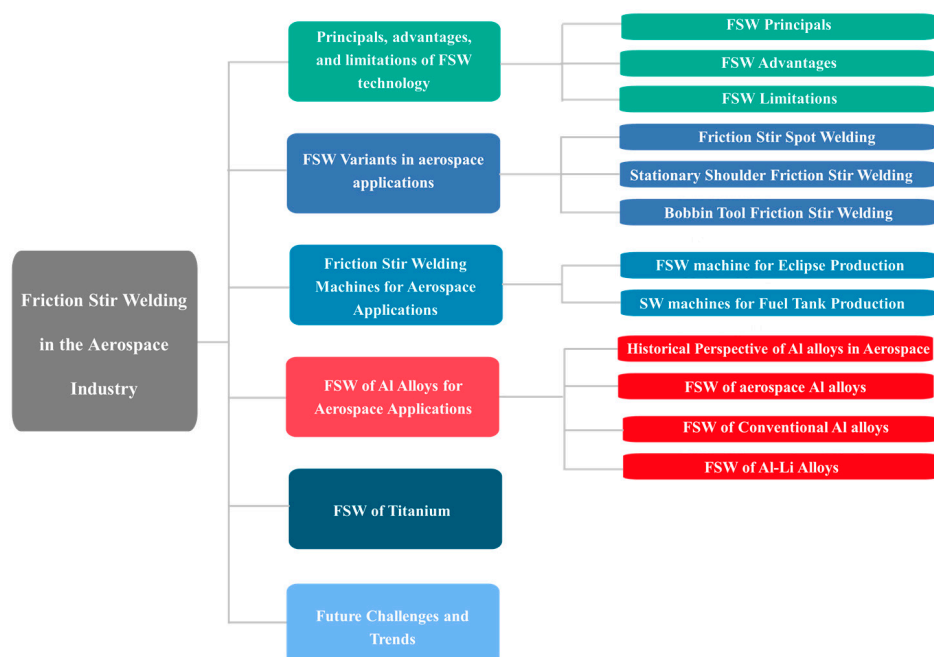 Friction Stir Welding
in the Aerospace
Industry
Principals, advantages,
and limitations of FSW
technology
FSW Principals
FSW Advantages
FSW Limitations
FSW Variants in aerospace
applications
Friction Stir Spot Welding
Stationary Shoulder Friction Stir Welding
Bobbin Tool Friction Stir Welding
Friction Stir Welding
Machines for Aerospace
Applications
FSW machine for Eclipse Production
SW machines for Fuel Tank Production
FSW of Al Alloys for
Aerospace Applications
Historical Perspective of Al alloys in Aerospace
FSW of aerospace Al alloys
FSW of Conventional Al alloys
FSW of Al-Li Alloys
FSW of Titanium
Future Challenges and
Trends